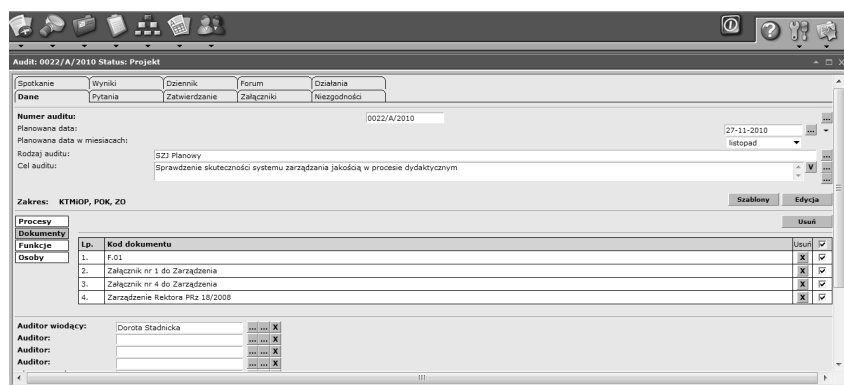 Audit: 0022/A/2010 Status: Projekt
Spotkanie Wyniki Dziennik Forum Działania
Dane Pytania Zatwierdzanie Załączniki Niezgodności
Numer auditu: 0022/A/2010 ...
Planowana data: 27-11-2010 ...
Planowana data w miesiacach: listopad
Rodzaj auditu: SZJ Planowy ...
Cel auditu: Sprawdzenie skuteczności systemu zarządzania jakością w procesie dydaktycznym V ...
...
Zakres: KTMiOP, POK, ZO Szablony Edycja
Procesy Usuń
Dokumenty
Funkcje Lp. Kod dokumentu Usuń
Osoby 1. F.01 X
2. Załącznik nr 1 do Zarządzenia X
3. Załącznik nr 4 do Zarządzenia X
4. Zarządzenie Rektora PRz 18/2008 X
Auditor wiodący: Dorota Stadnicka ... ... X
Auditor: ... ... X
Auditor: ... ... X
Auditor: ... ... X